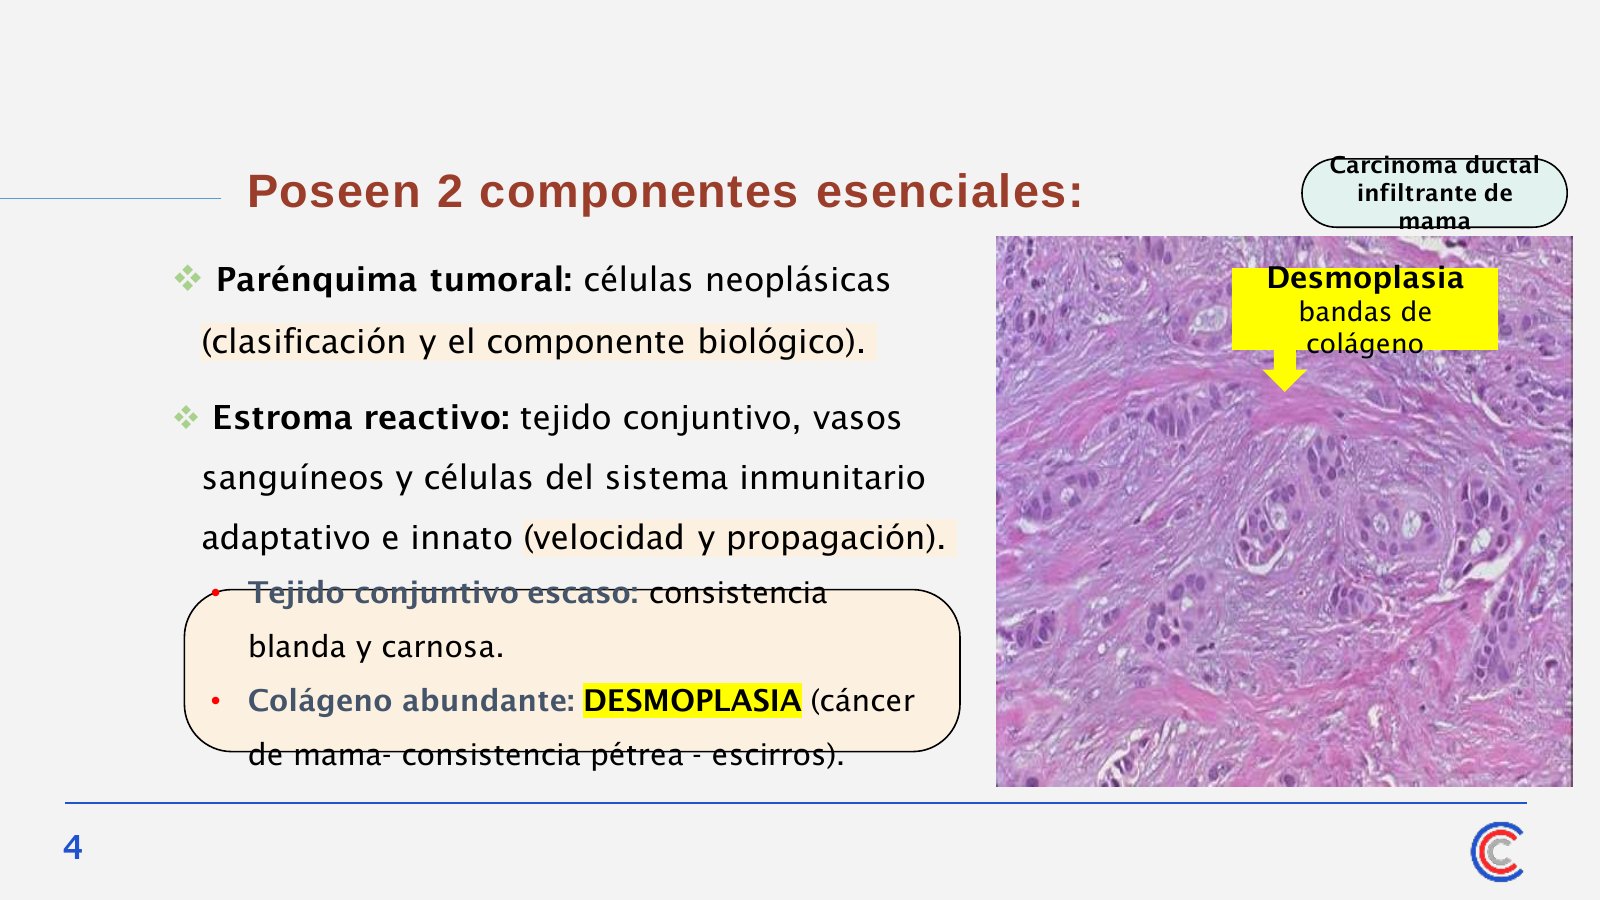 Poseen 2 componentes esenciales:
Carcinoma ductal
infiltrante de
mama
❖ Parénquima tumoral: células neoplásicas
(clasificación y el componente biológico).
❖ Estroma reactivo: tejido conjuntivo, vasos
sanguíneos y células del sistema inmunitario
adaptativo e innato (velocidad y propagación).
• Tejido conjuntivo escaso: consistencia
blanda y carnosa.
• Colágeno abundante: DESMOPLASIA (cáncer
de mama- consistencia pétrea - escirros).
Desmoplasia
bandas de
colágeno
4